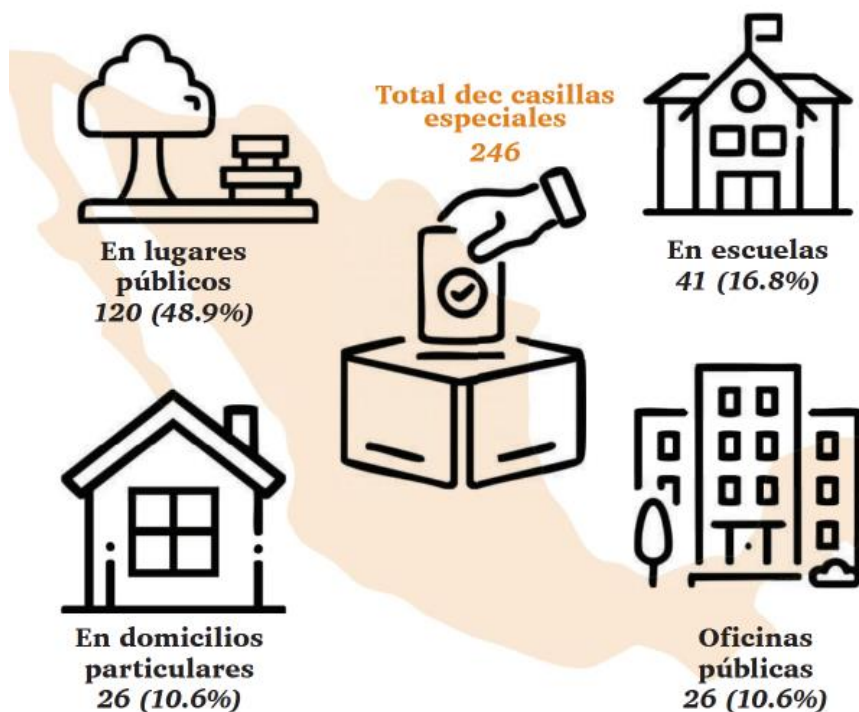 Total dec casillas
especiales
246
En lugares
públicos
120 (48.9%)
En escuelas
41 (16.8%)
En domicilios
particulares
26 (10.6%)
Oficinas
públicas
26 (10.6%)